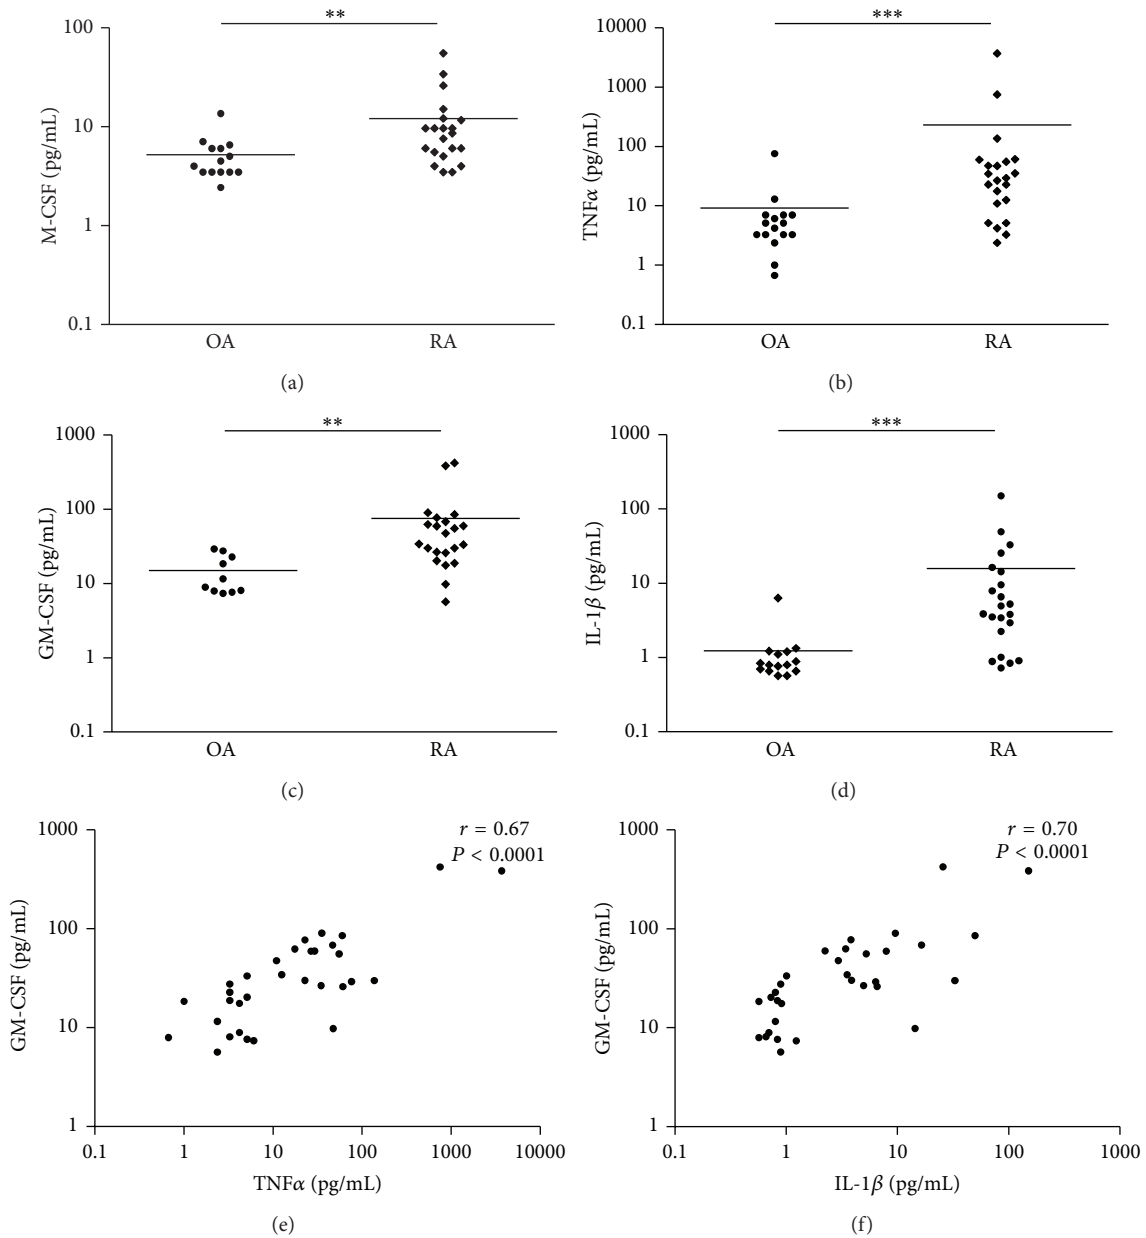 **
100
10
1
0.1
M-CSF (pg/mL)
OA
RA
(a)
***
10000
1000
100
10
1
0.1
TNFα (pg/mL)
OA
RA
(b)
**
1000
100
10
1
0.1
GM-CSF (pg/mL)
OA
RA
(c)
***
1000
100
10
1
0.1
IL-1β (pg/mL)
OA
RA
(d)
r = 0.67
P < 0.0001
1000
100
10
1
GM-CSF (pg/mL)
0.1
1
10
100
1000
10000
TNFα (pg/mL)
(e)
r = 0.70
P < 0.0001
1000
100
10
1
GM-CSF (pg/mL)
0.1
1
10
100
1000
IL-1β (pg/mL)
(f)